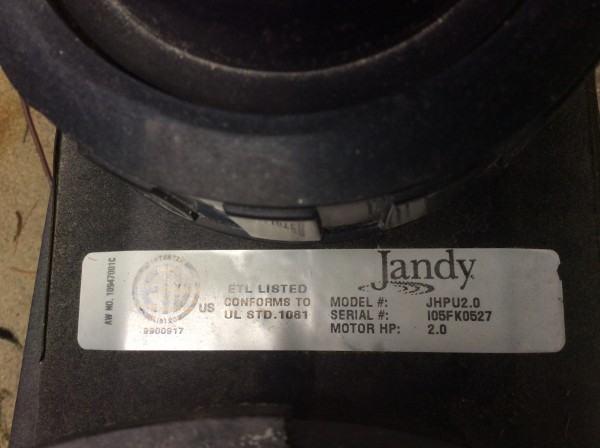 Jandy
AW NO. 10947001C
ETL LISTED
CONFORMS TO
UL STD.1081
US
9900917
MODEL #: JHPU2.0
SERIAL #: I05FK0527
MOTOR HP: 2.0